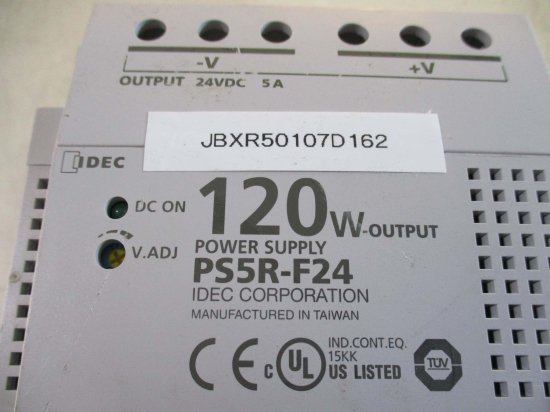 -V +V
OUTPUT 24VDC 5A
JBXR50107D162
IDEC
DC ON
120W-OUTPUT
V.ADJ
POWER SUPPLY
PS5R-F24
IDEC CORPORATION
MANUFACTURED IN TAIWAN
CE c UL IND.CONT.EQ.
15KK
US LISTED
TÜV